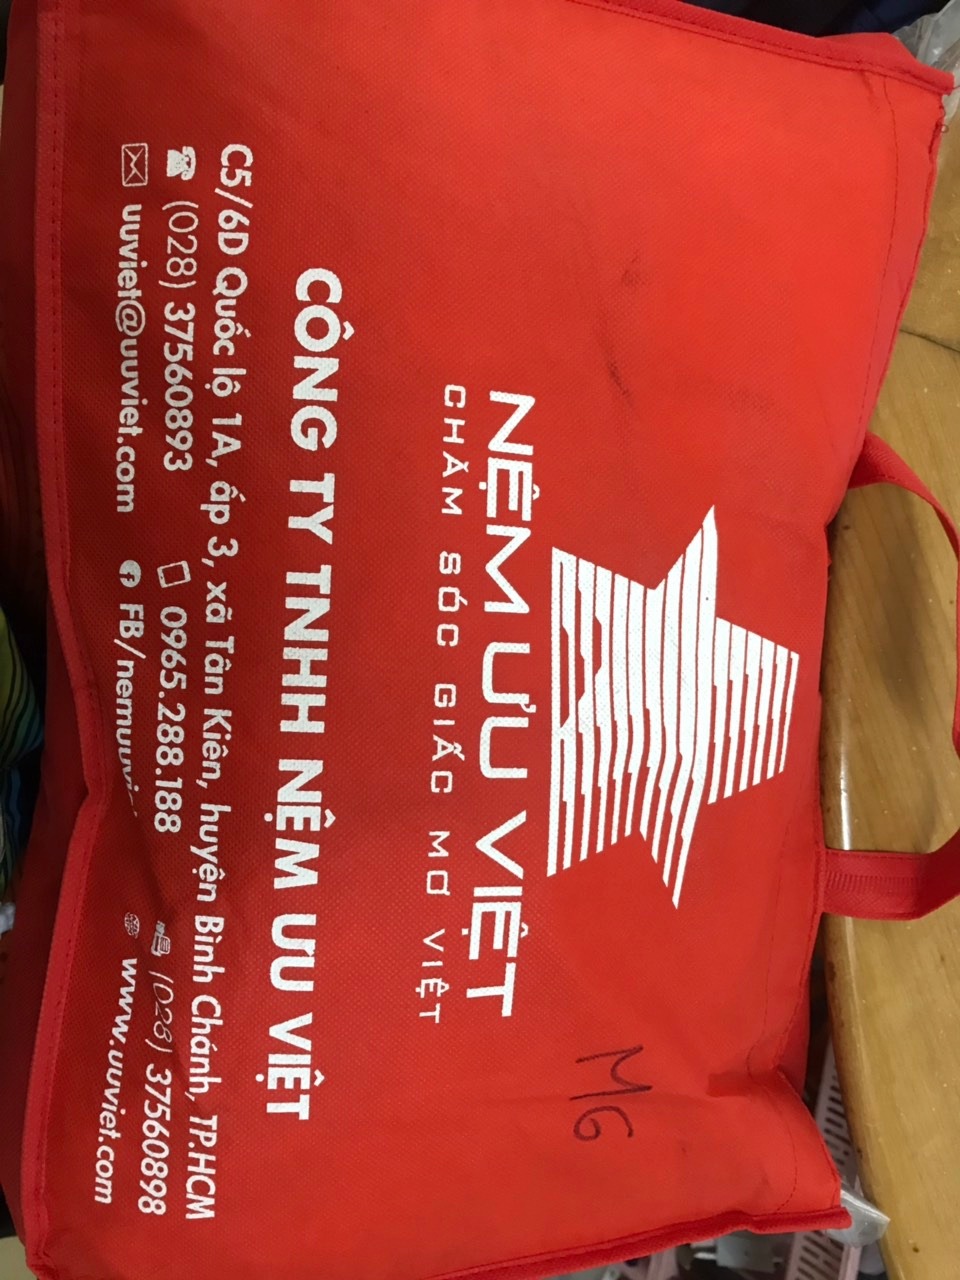 NỆM ƯU VIỆT
CHĂM SÓC GIẤC MƠ VIỆT
M6
CÔNG TY TNHH NỆM ƯU VIỆT
C5/6D Quốc lộ 1A, ấp 3, xã Tân Kiên, huyện Bình Chánh, TP.HCM
(028) 37560893 0965.288.188 (028) 37560898
uuviet@uuviet.com www.uuviet.com